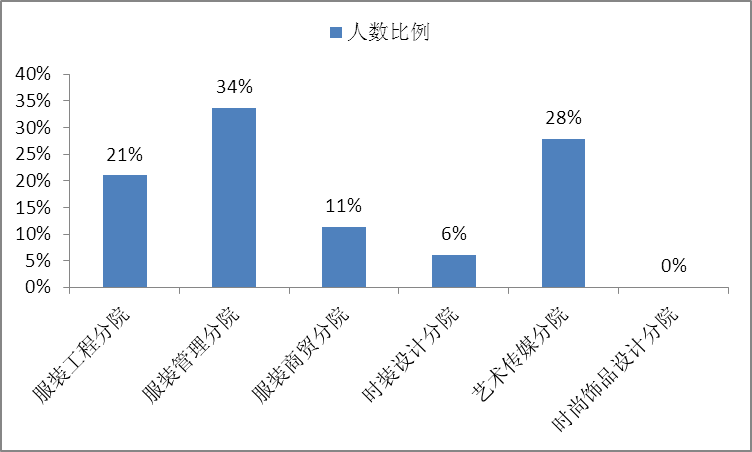 人数比例
40%
35%
30%
25%
20%
15%
10%
5%
0%
21%
34%
11%
6%
28%
0%
服装工程分院
服装管理分院
服装商贸分院
时装设计分院
艺术传媒分院
时尚饰品设计分院